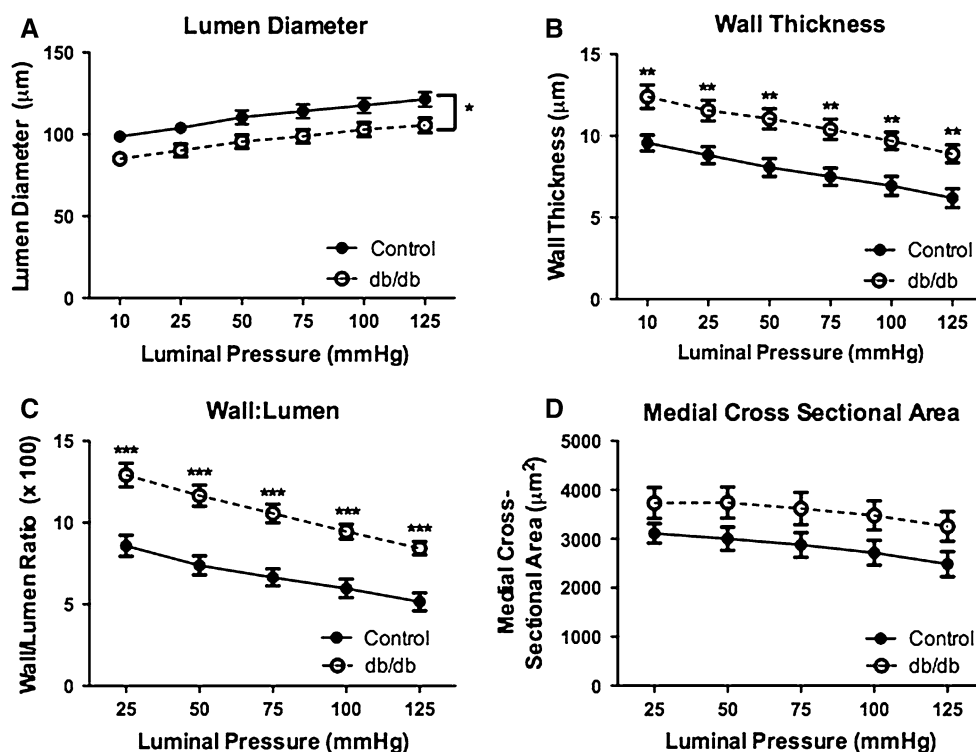 A
Lumen Diameter
Lumen Diameter (μm)
150
100
50
0
*
Control
db/db
10 25 50 75 100 125
Luminal Pressure (mmHg)
B
Wall Thickness
Wall Thickness (μm)
15
10
5
0
** ** ** ** ** **
Control
db/db
10 25 50 75 100 125
Luminal Pressure (mmHg)
C
Wall:Lumen
Wall/Lumen Ratio (x 100)
15
10
5
0
*** *** *** *** ***
Control
db/db
25 50 75 100 125
Luminal Pressure (mmHg)
D
Medial Cross Sectional Area
Medial Cross-
Sectional Area (μm²)
5000
4000
3000
2000
1000
0
Control
db/db
25 50 75 100 125
Luminal Pressure (mmHg)